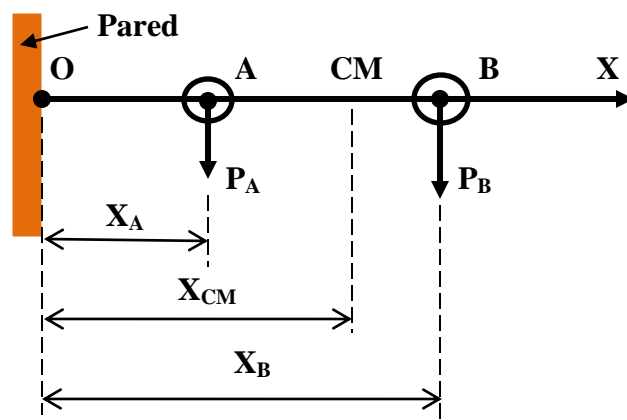 Pared
O A CM B X
P_A P_B
X_A
X_CM
X_B